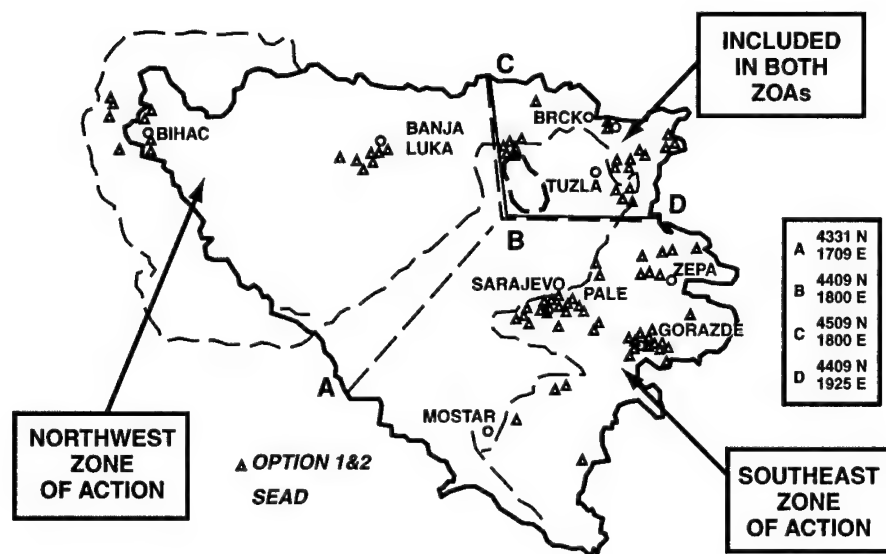 INCLUDED
IN BOTH
ZOAs
C
BRCKO
BIHAC
BANJA
LUKA
TUZLA
D
B
A 4331 N
1709 E
B 4409 N
1800 E
C 4509 N
1800 E
D 4409 N
1925 E
ZEPA
SARAJEVO
PALE
GORAZDE
A
MOSTAR
NORTHWEST
ZONE
OF ACTION
OPTION 1&2
SEAD
SOUTHEAST
ZONE
OF ACTION